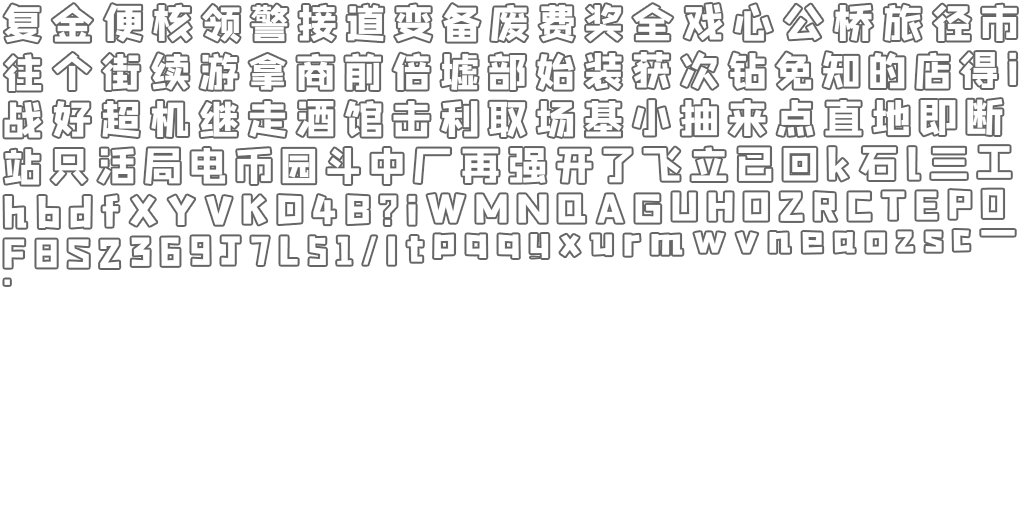 复金便核领警接道变备废费奖全戏心公桥旅径市
往个街续游拿商前倍墟部始装获次钻免知的店得i
战好超机继走酒馆击利取场基小抽来点直地即断
站只活局电币园斗中厂再强开了飞立已回k石l三工
hbdfXYVKD4B?iWMNQAGUHOZRCTEP0
F8S2369J7L51/Itpqgyxurmwvneaozsc一
.